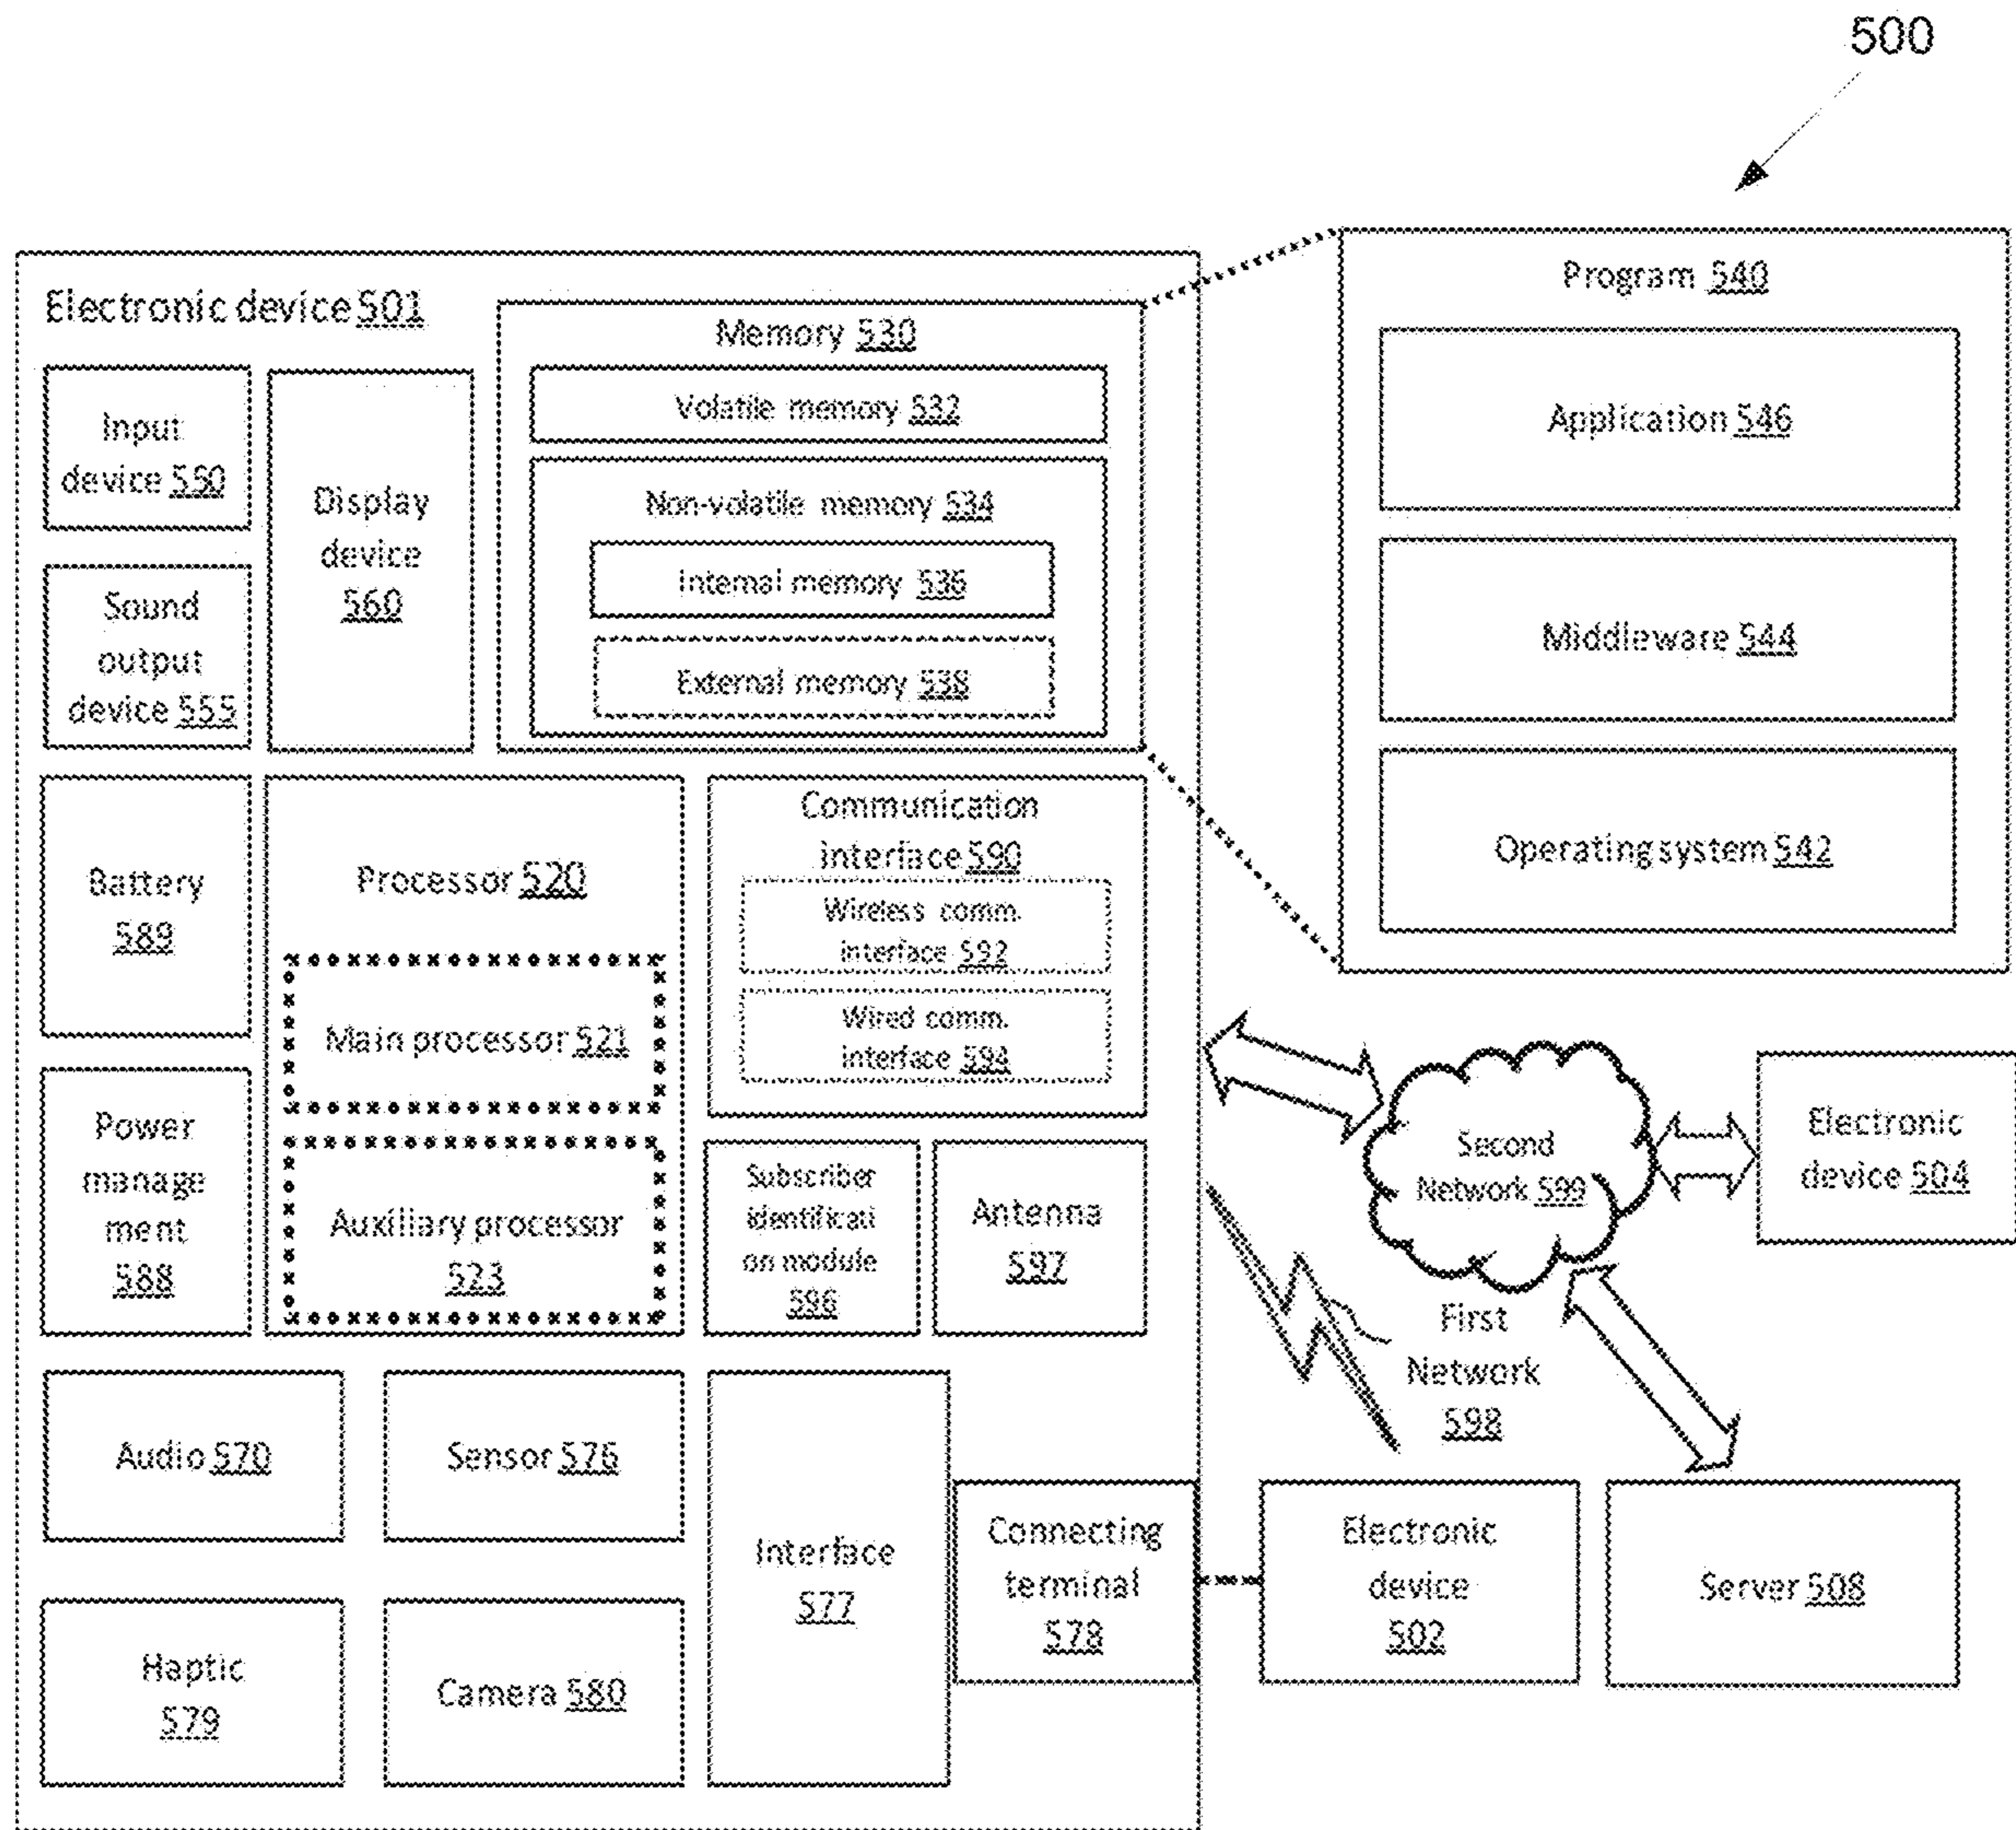 500
Electronic device 501
Input
device 550
Sound
output
device 555
Display
device
560
Memory 530
Volatile memory 532
Non-volatile memory 534
Internal memory 536
External memory 538
Program 540
Application 546
Middleware 544
Operating system 542
Battery
589
Power
manage
ment
588
Processor 520
Main processor 521
Auxiliary processor
523
Communication
interface 590
Wireless comm.
interface 592
Wired comm.
interface 594
Subscriber
identificati
on module
596
Antenna
597
Second
Network 599
Electronic
device 504
First
Network
598
Audio 570
Sensor 576
Haptic
579
Camera 580
Interface
577
Connecting
terminal
578
Electronic
device
502
Server 508